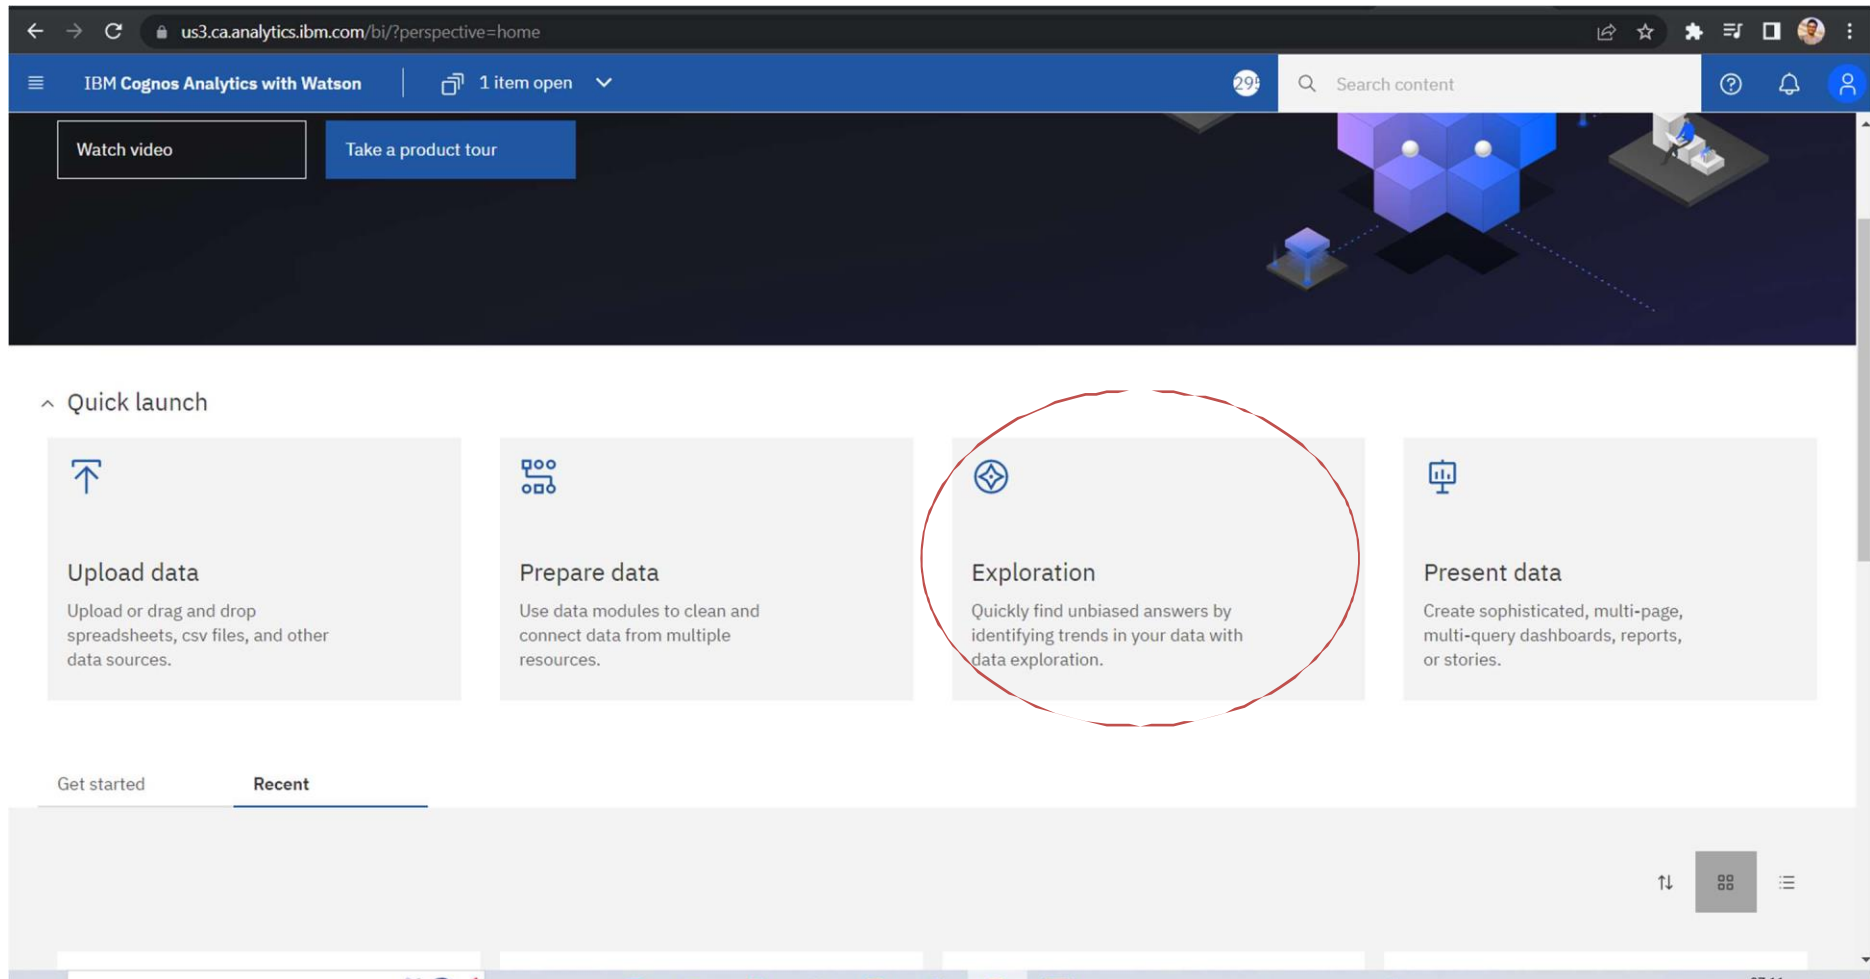 us3.ca.analytics.ibm.com/bi/?perspective=home
IBM Cognos Analytics with Watson
1 item open
295
Search content
Watch video
Take a product tour
Quick launch
Upload data
Upload or drag and drop
spreadsheets, csv files, and other
data sources.
Prepare data
Use data modules to clean and
connect data from multiple
resources.
Exploration
Quickly find unbiased answers by
identifying trends in your data with
data exploration.
Present data
Create sophisticated, multi-page,
multi-query dashboards, reports,
or stories.
Get started
Recent